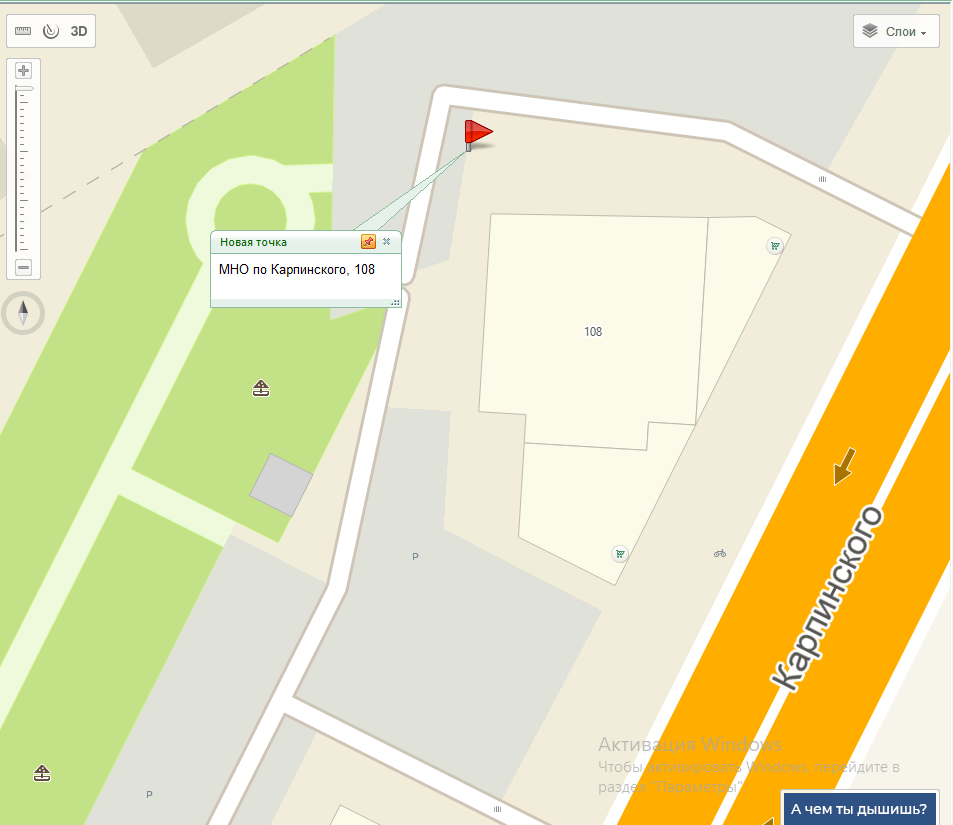 3D
Слои
Новая точка
МНО по Карпинского, 108
108
P
Карпинского
P
Активация Windows
Чтобы активировать Windows, перейдите в
раздел "Параметры"
А чем ты дышишь?